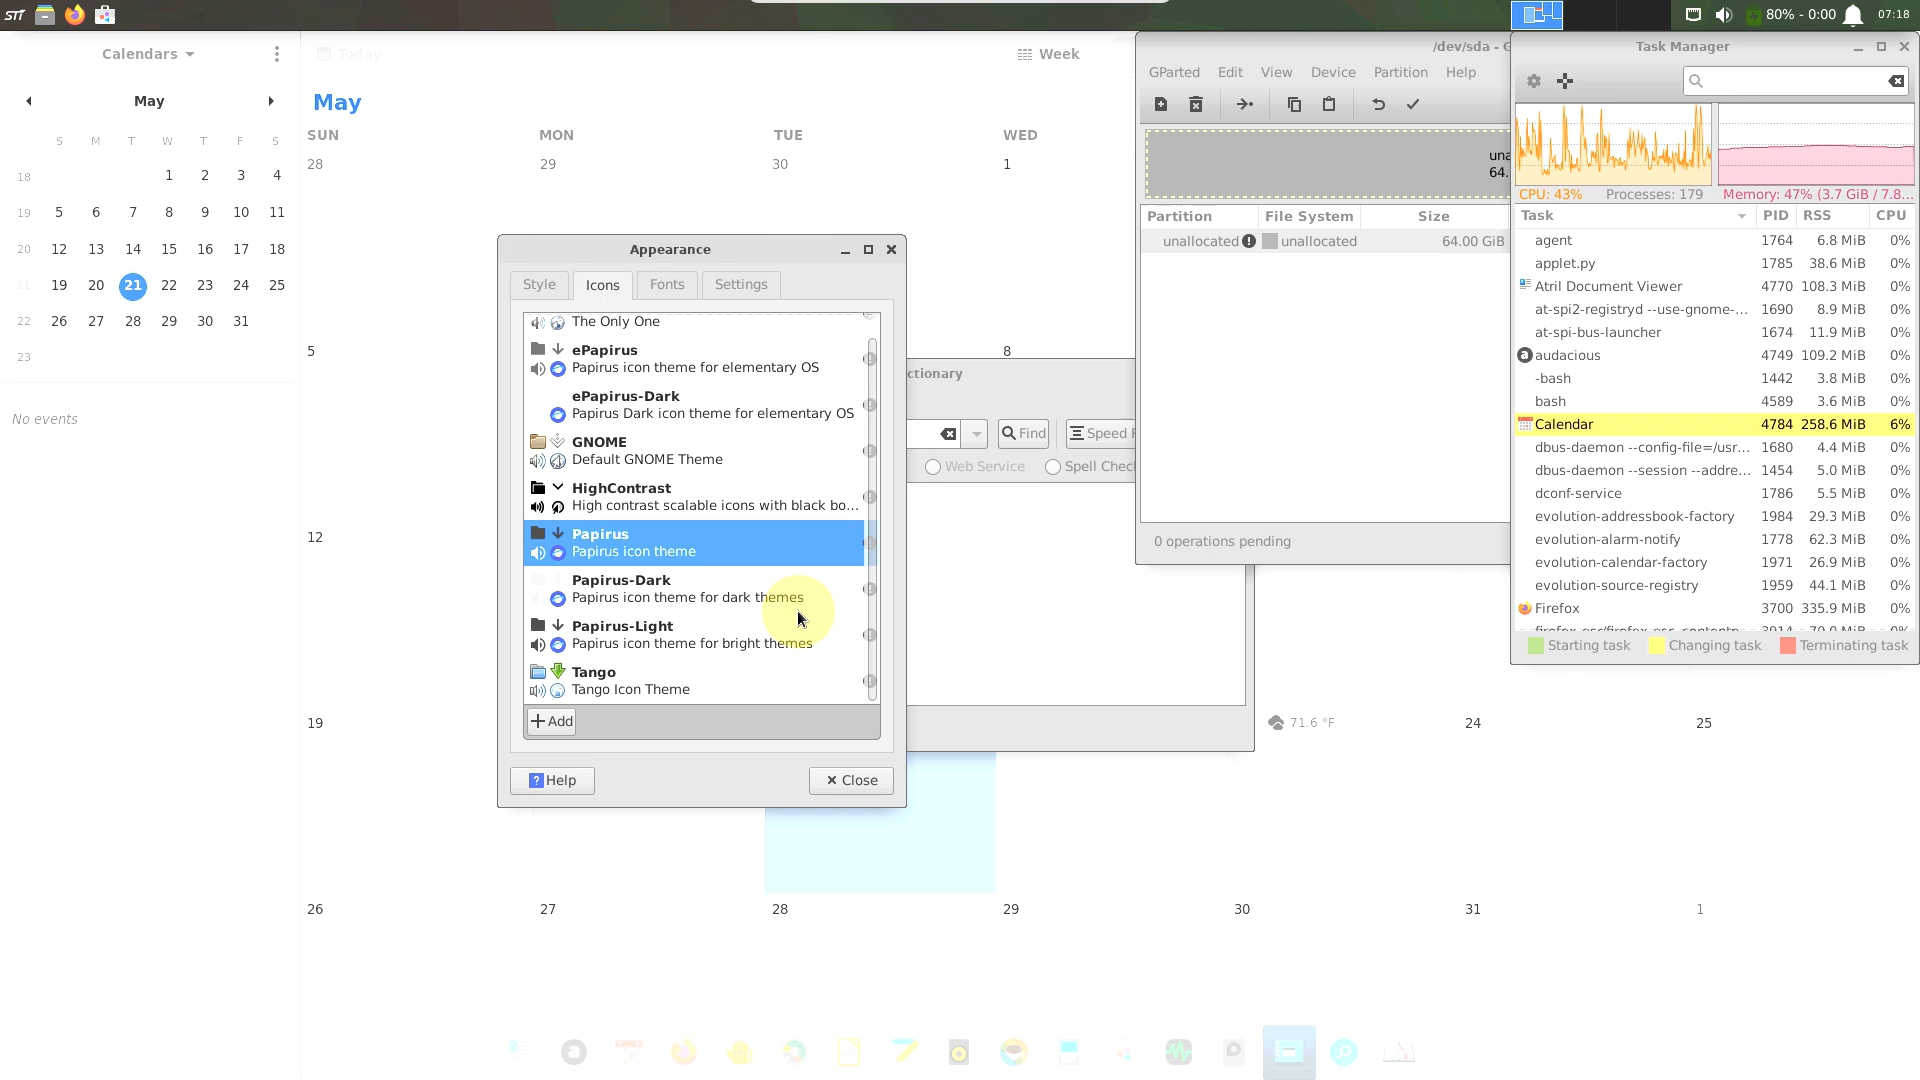 80% - 0:00
07:18
Calendars
Today
Week
May
S M T W T F S
18 1 2 3 4
19 5 6 7 8 9 10 11
20 12 13 14 15 16 17 18
21 19 20 21 22 23 24 25
22 26 27 28 29 30 31
23
No events
May
SUN MON TUE WED
28 29 30 1
5 8
12
19 24 25
71.6 °F
26 27 28 29 30 31 1
Appearance
Style Icons Fonts Settings
The Only One
ePapirus
Papirus icon theme for elementary OS
ePapirus-Dark
Papirus Dark icon theme for elementary OS
GNOME
Default GNOME Theme
HighContrast
High contrast scalable icons with black bo...
Papirus
Papirus icon theme
Papirus-Dark
Papirus icon theme for dark themes
Papirus-Light
Papirus icon theme for bright themes
Tango
Tango Icon Theme
Add
Help
Close
ctionary
Find
Speed
Web Service
Spell Chec
/dev/sda - G
GParted Edit View Device Partition Help
una
64.
Partition File System Size
unallocated unallocated 64.00 GiB
0 operations pending
Task Manager
CPU: 43% Processes: 179 Memory: 47% (3.7 GiB / 7.8...
Task PID RSS CPU
agent 1764 6.8 MiB 0%
applet.py 1785 38.6 MiB 0%
Atril Document Viewer 4770 108.3 MiB 0%
at-spi2-registryd --use-gnome-... 1690 8.9 MiB 0%
at-spi-bus-launcher 1674 11.9 MiB 0%
audacious 4749 109.2 MiB 0%
-bash 1442 3.8 MiB 0%
bash 4589 3.6 MiB 0%
Calendar 4784 258.6 MiB 6%
dbus-daemon --config-file=/usr... 1680 4.4 MiB 0%
dbus-daemon --session --addre... 1454 5.0 MiB 0%
dconf-service 1786 5.5 MiB 0%
evolution-addressbook-factory 1984 29.3 MiB 0%
evolution-alarm-notify 1778 62.3 MiB 0%
evolution-calendar-factory 1971 26.9 MiB 0%
evolution-source-registry 1959 44.1 MiB 0%
Firefox 3700 335.9 MiB 0%
Starting task Changing task Terminating task